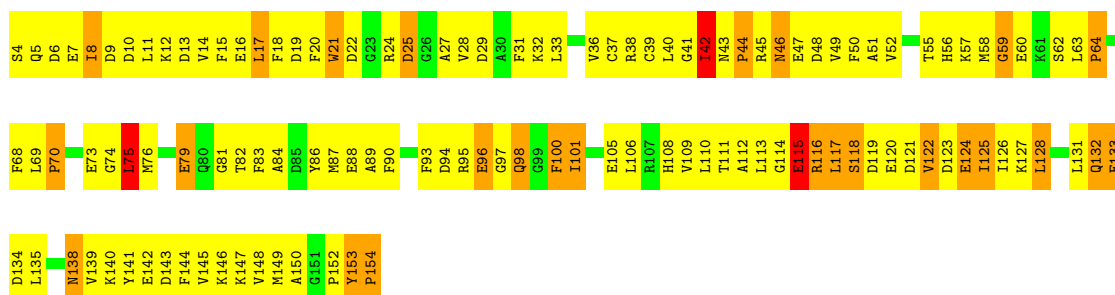 S4 Q5 D6 E7 I8 D9 D10 L11 K12 D13 V14 F15 E16 L17 F18 D19 F20 W21 D22 G23 R24 D25 G26 A27 V28 D29 A30 F31 K32 L33 V36 C37 R38 C39 L40 G41 I42 N43 P44 R45 N46 E47 D48 V49 F50 A51 V52 T55 H56 K57 M58 G59 E60 K61 S62 L63 P64
F68 L69 P70 E73 G74 L75 M76 E79 Q80 G81 T82 F83 A84 D85 Y86 M87 E88 A89 F90 F93 D94 R95 E96 G97 Q98 G99 F100 I101 E105 L106 R107 H108 V109 L110 T111 A112 L113 G114 E115 R116 L117 S118 D119 E120 D121 V122 D123 E124 I125 I126 K127 L128 L131 Q132
D134 L135 N138 V139 K140 Y141 E142 D143 F144 V145 K146 K147 V148 M149 A150 G151 P152 Y153 P154